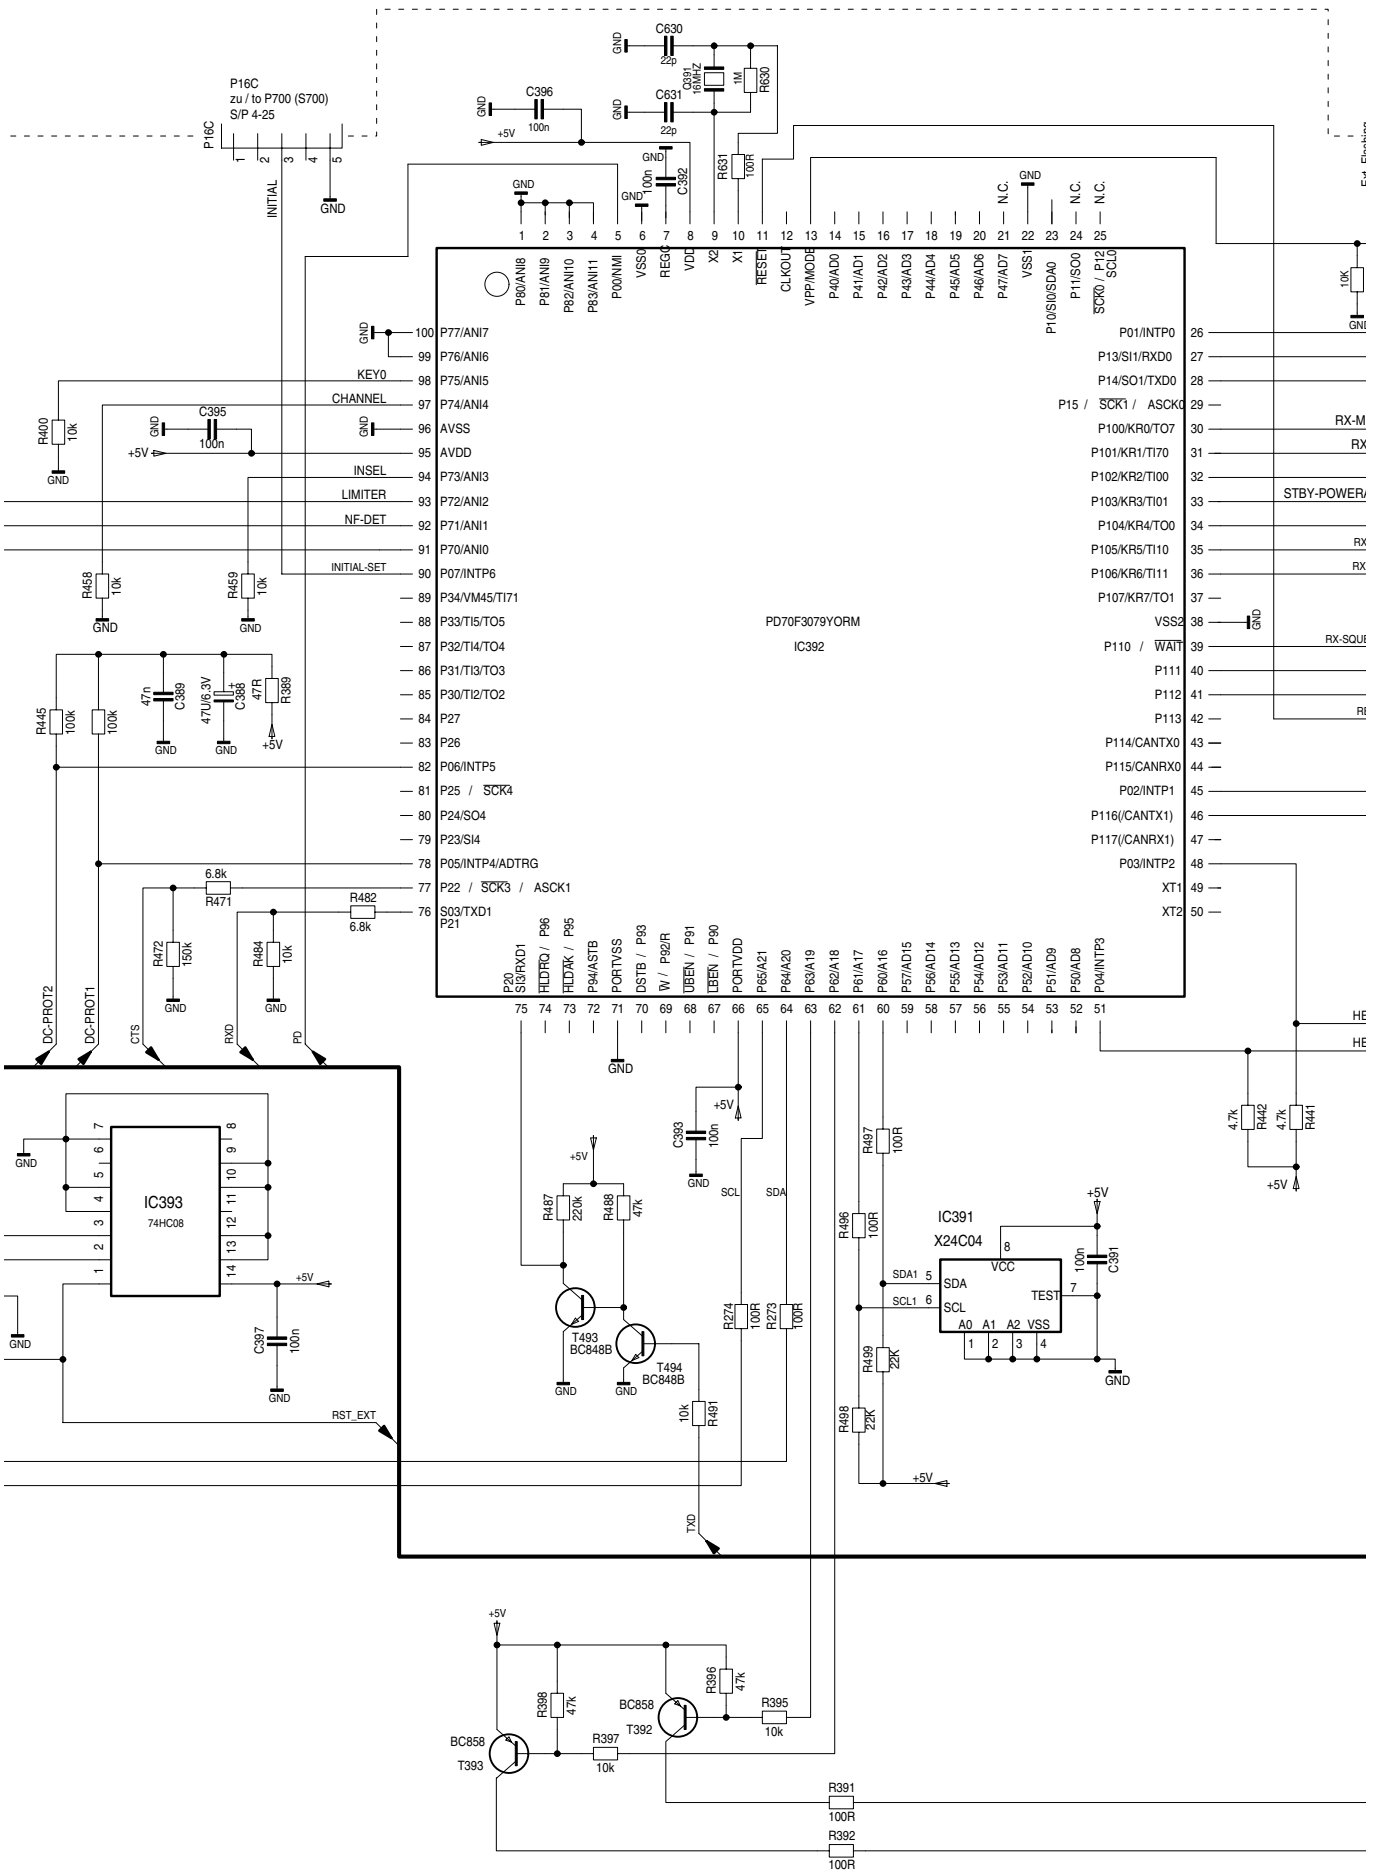 C630
GND
22p
Q391
16MHZ
1M
R630
P16C
zu / to P700 (S700)
S/P 4-25
P16C
1
2
3
4
5
INITIAL
GND
C396
GND
100n
+5V
C631
GND
22p
GND
100n
C392
R631
100R
GND
GND
N.C.
GND
N.C.
N.C.
1 2 3 4 5 6 7 8 9 10 11 12 13 14 15 16 17 18 19 20 21 22 23 24 25
P80/ANI8
P81/ANI9
P82/ANI10
P83/ANI11
P00/NMI
VSS0
REGC
VDD
X2
X1
RESET
CLKOUT
VPP/MODE
P40/AD0
P41/AD1
P42/AD2
P43/AD3
P44/AD4
P45/AD5
P46/AD6
P47/AD7
VSS1
P10/SI0/SDA0
P11/SO0
SCK0 / P12
SCL0
10K
GND
GND
100 P77/ANI7
99 P76/ANI6
KEY0 98 P75/ANI5
CHANNEL 97 P74/ANI4
GND 96 AVSS
95 AVDD
INSEL 94 P73/ANI3
LIMITER 93 P72/ANI2
NF-DET 92 P71/ANI1
91 P70/ANI0
INITIAL-SET 90 P07/INTP6
89 P34/VM45/TI71
88 P33/TI5/TO5
87 P32/TI4/TO4
86 P31/TI3/TO3
85 P30/TI2/TO2
84 P27
83 P26
82 P06/INTP5
81 P25 / SCK4
80 P24/SO4
79 P23/SI4
78 P05/INTP4/ADTRG
77 P22 / SCK3 / ASCK1
76 S03/TXD1
P21
R400
10k
GND
C395
GND
100n
+5V
R458
10k
GND
R459
10k
GND
R445
100k
100k
47n
C389
GND
47U/6.3V
+
C388
GND
47R
R389
+5V
PD70F3079YORM
IC392
P01/INTP0 26
P13/SI1/RXD0 27
P14/SO1/TXD0 28
P15 / SCK1 / ASCK0 29
P100/KR0/TO7 30 RX-M
P101/KR1/TI70 31 RX
P102/KR2/TI00 32
P103/KR3/TI01 33 STBY-POWER/
P104/KR4/TO0 34
P105/KR5/TI10 35 RX
P106/KR6/TI11 36 RX
P107/KR7/TO1 37
VSS2 38 GND
P110 / WAIT 39 RX-SQUE
P111 40
P112 41
P113 42
P114/CANTX0 43
P115/CANRX0 44
P02/INTP1 45
P116(/CANTX1) 46
P117(/CANRX1) 47
P03/INTP2 48
XT1 49
XT2 50
6.8k
R471
R482
6.8k
R472
150k
GND
R484
10k
GND
DC-PROT2
DC-PROT1
CTS
RXD
PD
P20
SI3/RXD1
HLDRQ / P96
HLDAK / P95
P94/ASTB
PORTVSS
DSTB / P93
W / P92/R
UBEN / P91
LBEN / P90
PORTVDD
P65/A21
P64/A20
P63/A19
P62/A18
P61/A17
P60/A16
P57/AD15
P56/AD14
P55/AD13
P54/AD12
P53/AD11
P52/AD10
P51/AD9
P50/AD8
P04/INTP3
75 74 73 72 71 70 69 68 67 66 65 64 63 62 61 60 59 58 57 56 55 54 53 52 51
GND
HE
HE
4.7k
R442
4.7k
R441
+5V
+5V
C393
100n
GND
7
6
5
4
3
2
1
8
9
10
11
12
13
14
GND
IC393
74HC08
+5V
C397
100n
GND
GND
RST_EXT
+5V
R487
220k
R488
47k
T493
BC848B
GND
T494
BC848B
GND
10k
R491
TXD
SCL
SDA
R274
100R
R273
100R
R497
100R
R496
100R
R499
22K
R498
22K
+5V
IC391
X24C04
+5V
8
VCC
100n
C391
SDA1 5 SDA
SCL1 6 SCL
TEST 7
A0 A1 A2 VSS
1 2 3 4
GND
+5V
R398
47k
BC858
T393
R397
10k
BC858
T392
R396
47k
R395
10k
R391
100R
R392
100R